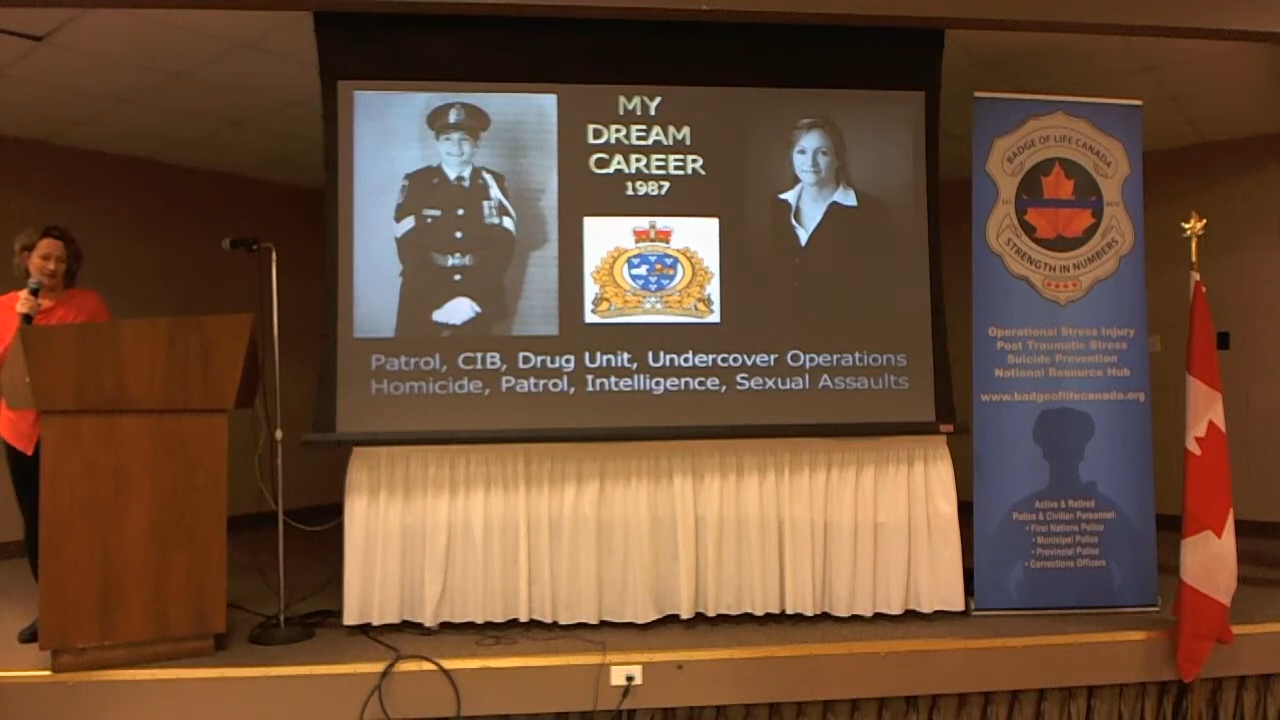 MY
DREAM
CAREER
1987
Patrol, CIB, Drug Unit, Undercover Operations
Homicide, Patrol, Intelligence, Sexual Assaults
BADGE OF LIFE CANADA
STRENGTH IN NUMBERS
Operational Stress Injury
Post Traumatic Stress
Suicide Prevention
National Resource Hub
www.badgeoflifecanada.org
Active & Retired
Police & Civilian Personnel:
• First Nations Police
• Municipal Police
• Provincial Police
• Corrections Officers